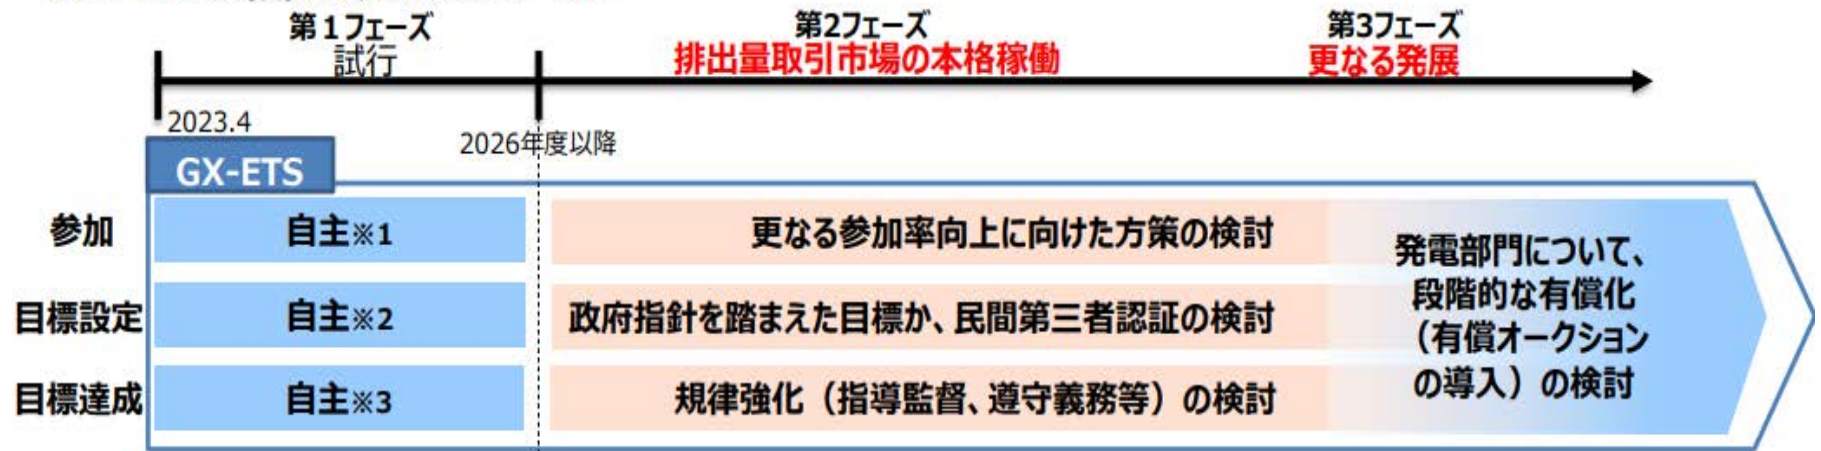 第１フェーズ
試行
第2フェーズ
排出量取引市場の本格稼働
第3フェーズ
更なる発展
2023.4
2026年度以降
GX-ETS
参加
自主※1
更なる参加率向上に向けた方策の検討
目標設定
自主※2
政府指針を踏まえた目標か、民間第三者認証の検討
目標達成
自主※3
規律強化（指導監督、遵守義務等）の検討
発電部門について、
段階的な有償化
（有償オークション
の導入）の検討